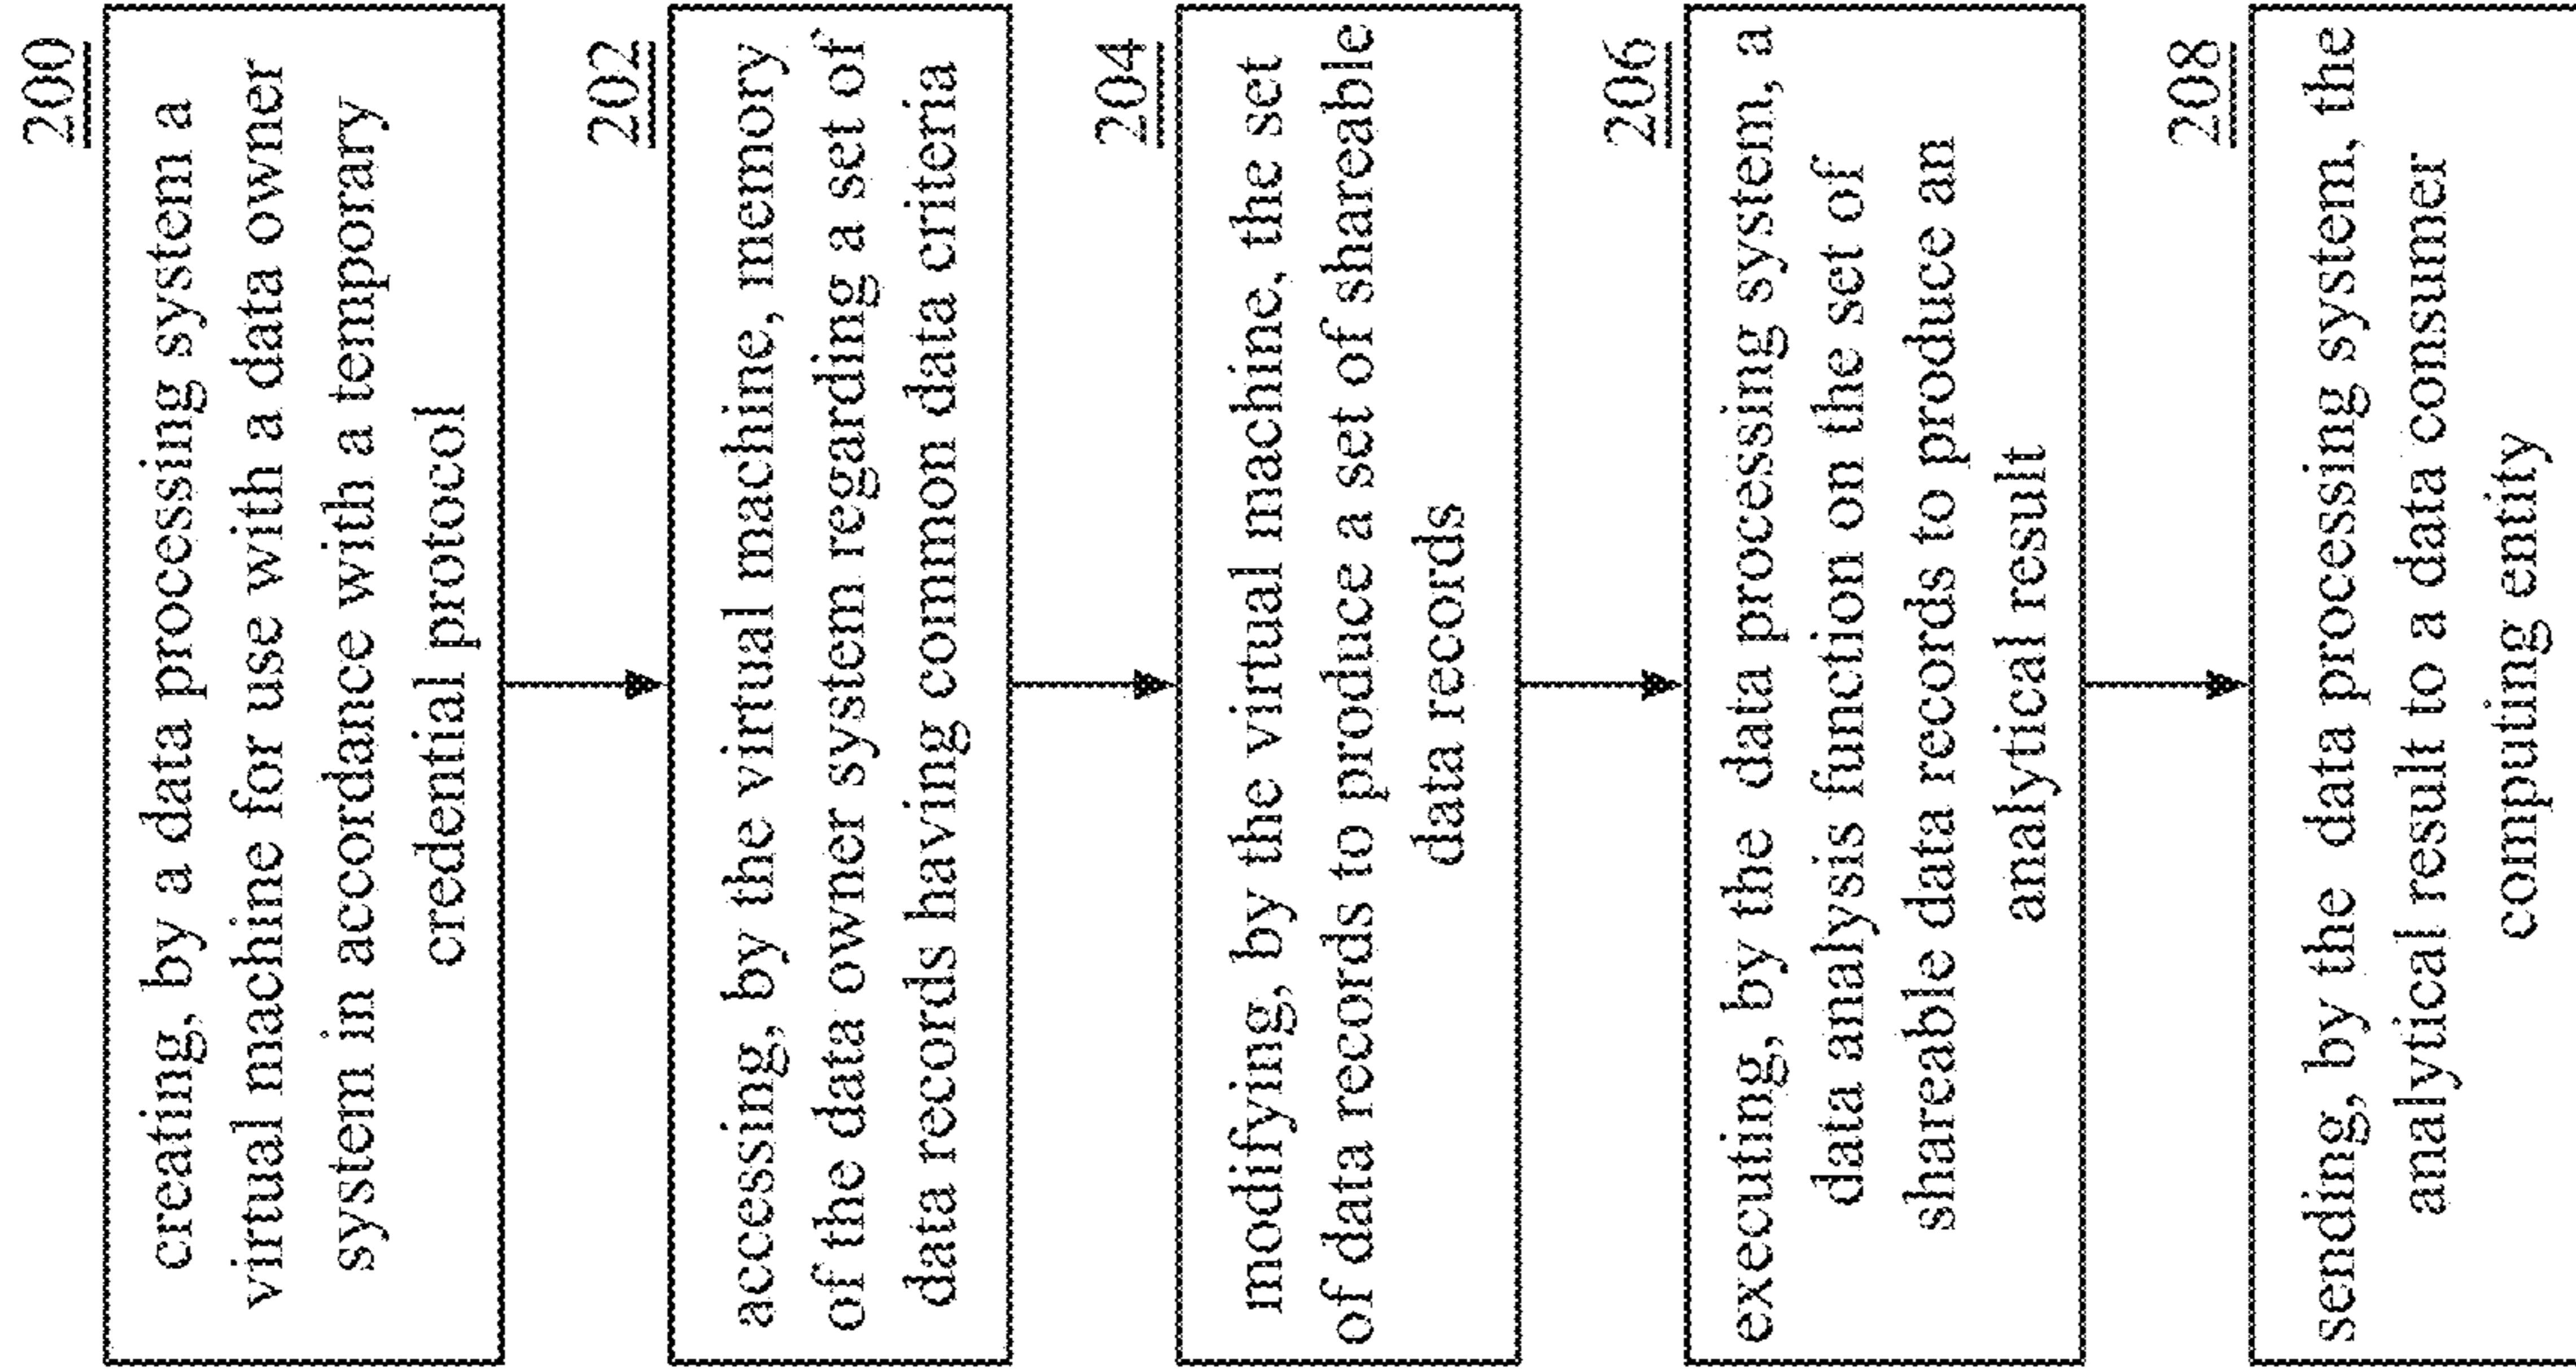 200
creating, by a data processing system a
virtual machine for use with a data owner
system in accordance with a temporary
credential protocol
202
accessing, by the virtual machine, memory
of the data owner system regarding a set of
data records having common data criteria
204
modifying, by the virtual machine, the set
of data records to produce a set of shareable
data records
206
executing, by the data processing system, a
data analysis function on the set of
shareable data records to produce an
analytical result
208
sending, by the data processing system, the
analytical result to a data consumer
computing entity